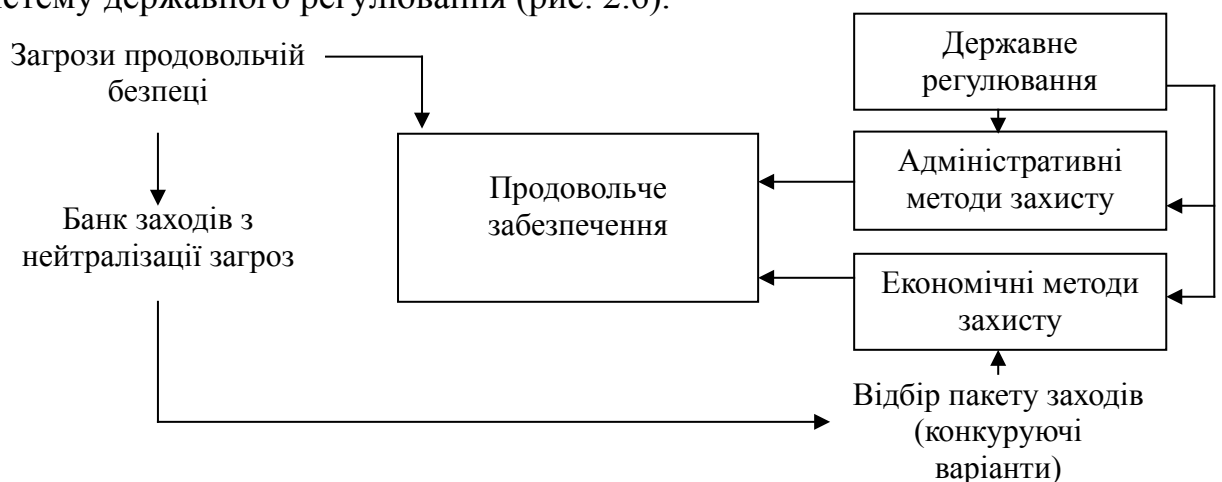 систему державного регулювання (рис. 2.6).
Загрози продовольчій
безпеці
Банк заходів з
нейтралізації загроз
Продовольче
забезпечення
Державне
регулювання
Адміністративні
методи захисту
Економічні методи
захисту
Відбір пакету заходів
(конкуруючі
варіанти)